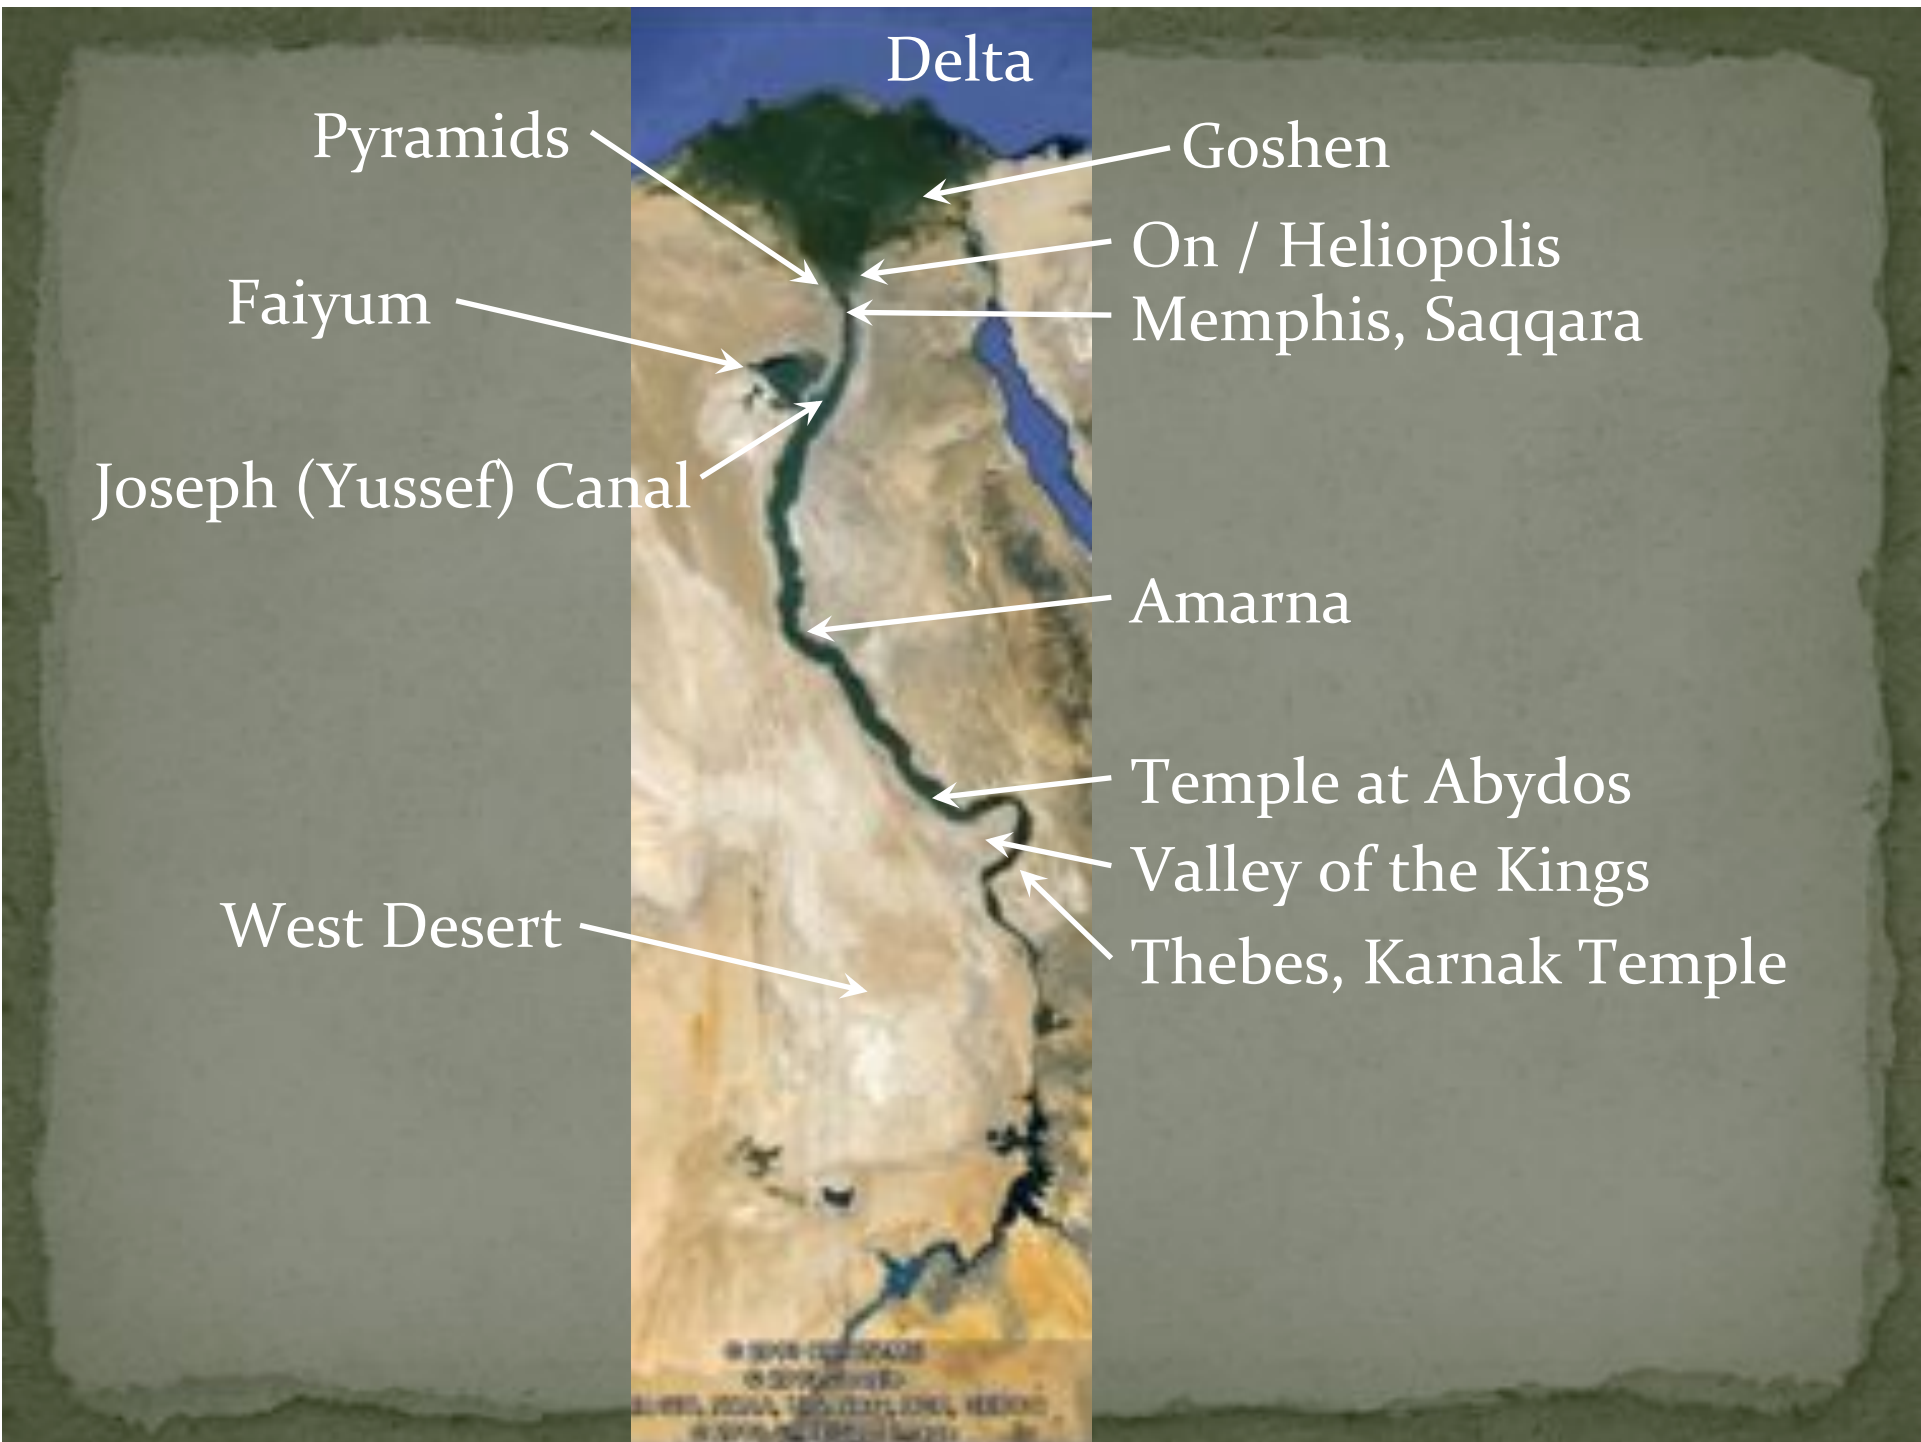 Delta
Pyramids
Goshen
On / Heliopolis
Faiyum
Memphis, Saqqara
Joseph (Yussef) Canal
Amarna
Temple at Abydos
Valley of the Kings
West Desert
Thebes, Karnak Temple